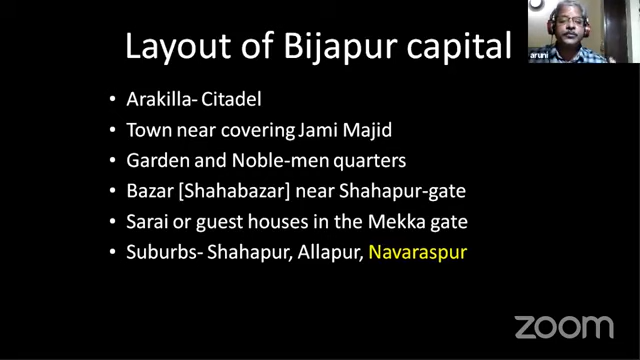 Layout of Bijapur capital
• Arakilla- Citadel
• Town near covering Jami Majid
• Garden and Noble-men quarters
• Bazar [Shahabazar] near Shahapur-gate
• Sarai or guest houses in the Mekka gate
• Suburbs- Shahapur, Allapur, Navaraspur
zoom